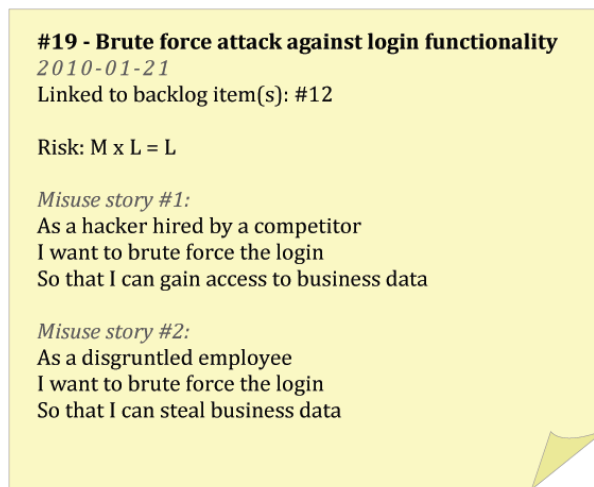 #19 - Brute force attack against login functionality
2010-01-21
Linked to backlog item(s): #12
Risk: M x L = L
Misuse story #1:
As a hacker hired by a competitor
I want to brute force the login
So that I can gain access to business data
Misuse story #2:
As a disgruntled employee
I want to brute force the login
So that I can steal business data